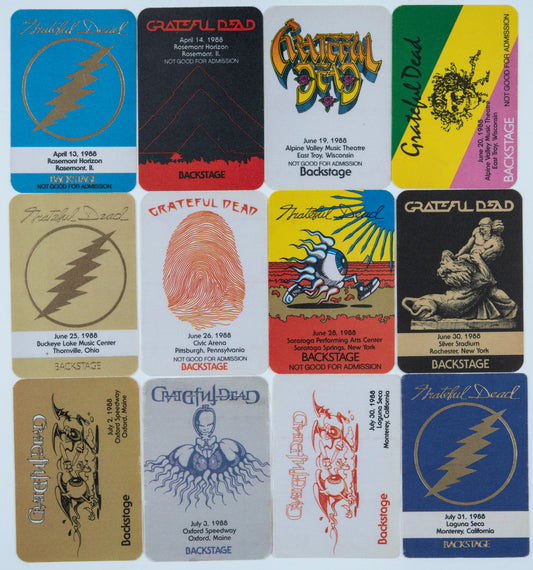 Grateful Dead
April 13, 1988
Rosemont Horizon
Rosemont, IL
BACKSTAGE
NOT GOOD FOR ADMISSION
GRATEFUL DEAD
April 14, 1988
Rosemont Horizon
Rosemont, IL
NOT GOOD FOR ADMISSION
BACKSTAGE
GRATEFUL
DEAD
June 19, 1988
Alpine Valley Music Theatre
East Troy, Wisconsin
NOT GOOD FOR ADMISSION
Backstage
Grateful Dead
June 20, 1988
Alpine Valley Music Theatre
East Troy, Wisconsin
BACKSTAGE
NOT GOOD FOR ADMISSION
Grateful Dead
June 25, 1988
Buckeye Lake Music Center
Thornville, Ohio
BACKSTAGE
GRATEFUL DEAD
June 26, 1988
Civic Arena
Pittsburgh, Pennsylvania
NOT GOOD FOR ADMISSION
BACKSTAGE
Grateful Dead
June 28, 1988
Saratoga Performing Arts Center
Saratoga Springs, New York
BACKSTAGE
NOT GOOD FOR ADMISSION
GRATEFUL DEAD
June 30, 1988
Silver Stadium
Rochester, New York
BACKSTAGE
Grateful Dead
July 2, 1988
Oxford Speedway
Oxford, Maine
Backstage
Grateful Dead
July 3, 1988
Oxford Speedway
Oxford, Maine
BACKSTAGE
Grateful Dead
July 30, 1988
Laguna Seca
Monterey, California
Backstage
Grateful Dead
July 31, 1988
Laguna Seca
Monterey, California
BACKSTAGE